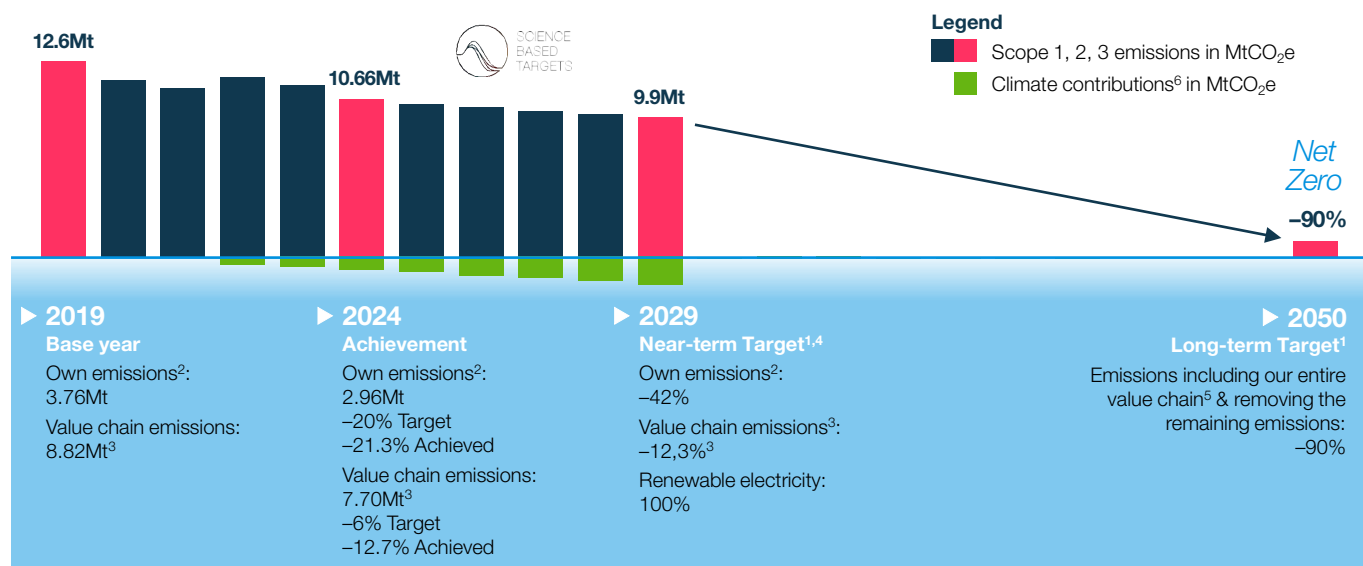 12.6Mt
SCIENCE
BASED
TARGETS
10.66Mt
9.9Mt
Legend
Scope 1, 2, 3 emissions in MtCO₂e
Climate contributions⁶ in MtCO₂e
Net
Zero
–90%
2019
Base year
Own emissions²:
3.76Mt
Value chain emissions:
8.82Mt³
2024
Achievement
Own emissions²:
2.96Mt
–20% Target
–21.3% Achieved
Value chain emissions:
7.70Mt³
–6% Target
–12.7% Achieved
2029
Near-term Target¹,⁴
Own emissions²:
–42%
Value chain emissions³:
–12,3%³
Renewable electricity:
100%
2050
Long-term Target¹
Emissions including our entire
value chain⁵ & removing the
remaining emissions:
–90%